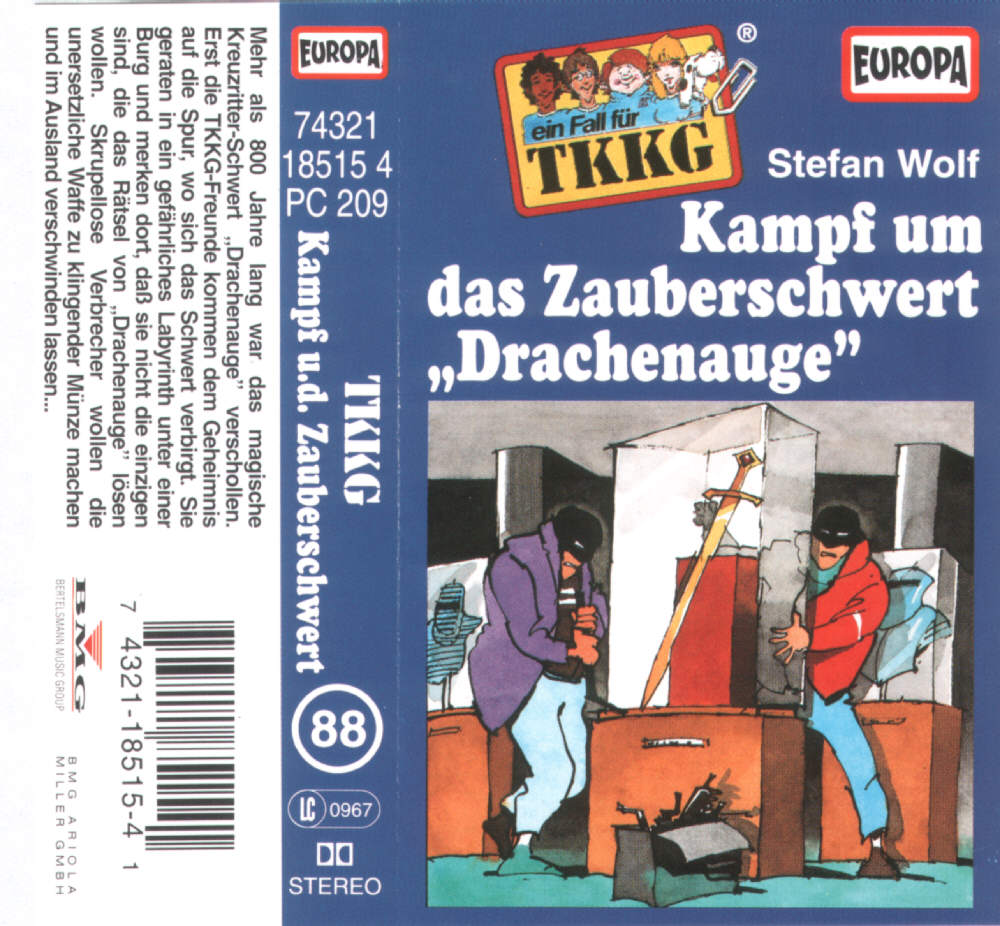 Mehr als 800 Jahre lang war das magische
Kreuzritter-Schwert „Drachenauge” verschollen.
Erst die TKKG-Freunde kommen dem Geheimnis
auf die Spur, wo sich das Schwert verbirgt. Sie
geraten in ein gefährliches Labyrinth unter einer
Burg und merken dort, daß sie nicht die einzigen
sind, die das Rätsel von „Drachenauge” lösen
wollen. Skrupellose Verbrecher wollen die
unersetzliche Waffe zu klingender Münze machen
und im Ausland verschwinden lassen...
7 4321-18515-4 1
BMG
BERTELSMANN MUSIC GROUP
BMG ARIOLA
MILLER GMBH
EUROPA
74321
18515 4
PC 209
TKKG
Kampf u.d. Zauberschwert
88
LC 0967
STEREO
ein Fall für
TKKG
®
EUROPA
Stefan Wolf
Kampf um
das Zauberschwert
„Drachenauge”